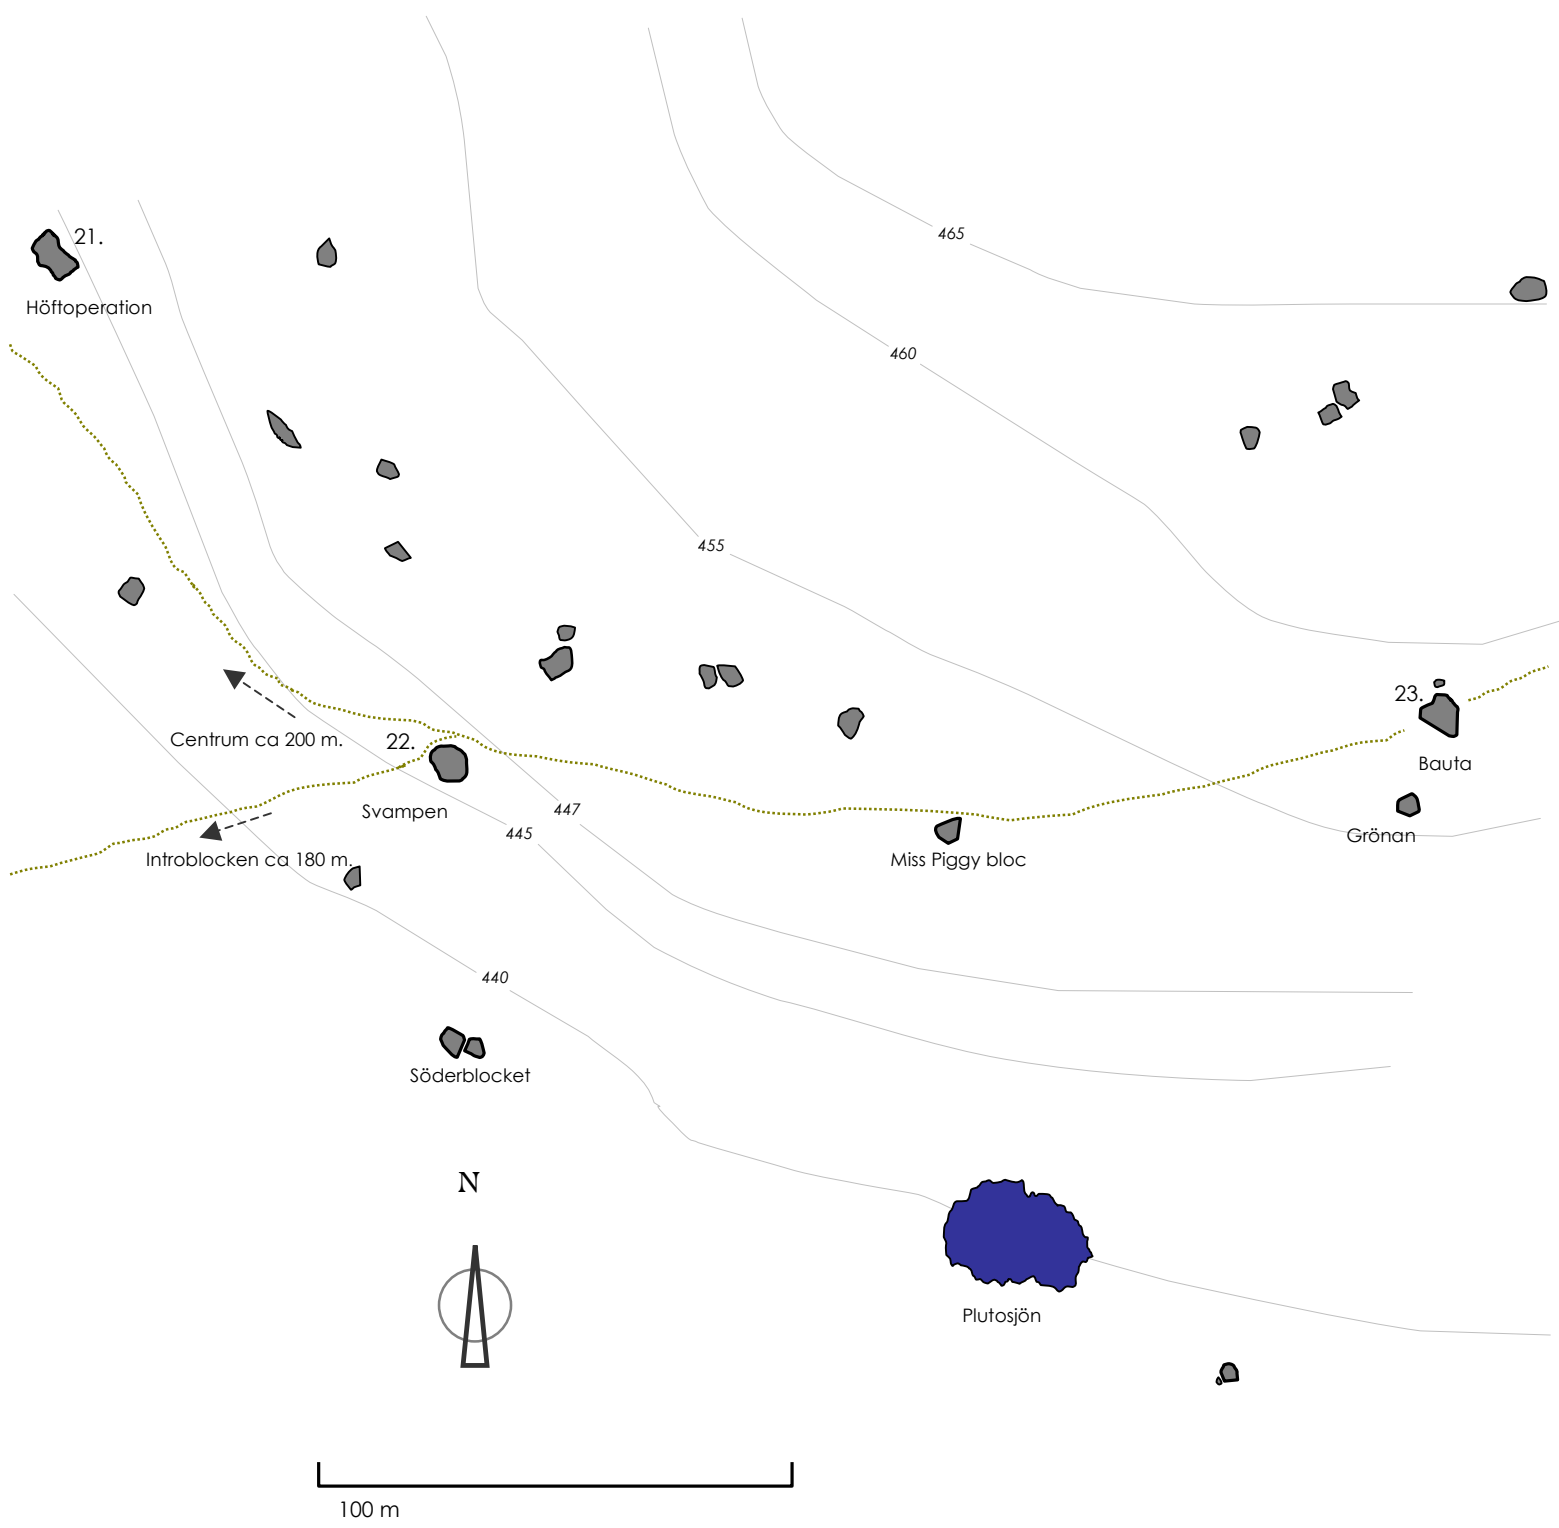 465
21.
Höftoperation
460
455
23.
Centrum ca 200 m.
22.
Bauta
Svampen
447
445
Grönan
Introblocken ca 180 m.
Miss Piggy bloc
440
Söderblocket
N
Plutosjön
100 m